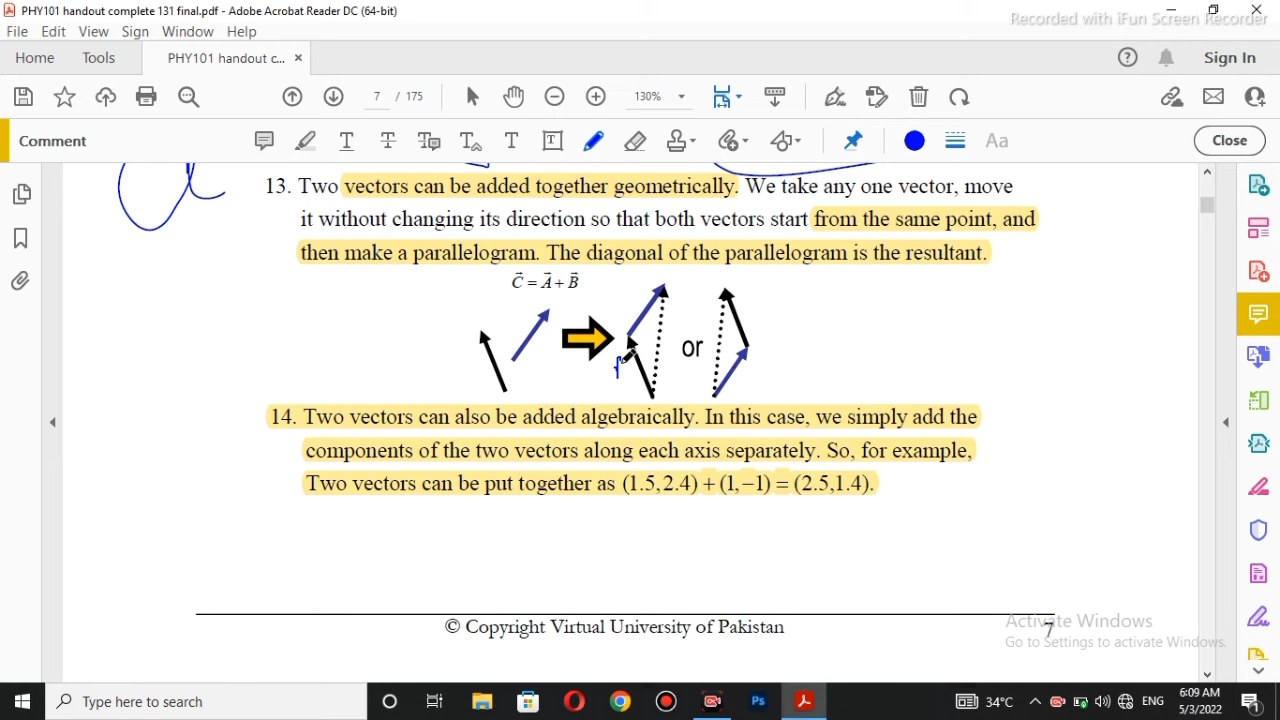 PHY101 handout complete 131 final.pdf - Adobe Acrobat Reader DC (64-bit)
Recorded with iFun Screen Recorder
File Edit View Sign Window Help
Home Tools PHY101 handout c... × Sign In
7 / 175 130%
Comment Aa Close
13. Two vectors can be added together geometrically. We take any one vector, move
it without changing its direction so that both vectors start from the same point, and
then make a parallelogram. The diagonal of the parallelogram is the resultant.
C⃗ = A⃗ + B⃗
or
14. Two vectors can also be added algebraically. In this case, we simply add the
components of the two vectors along each axis separately. So, for example,
Two vectors can be put together as (1.5,2.4) + (1,−1) = (2.5,1.4).
Activate Windows
© Copyright Virtual University of Pakistan 7
Go to Settings to activate Windows.
Type here to search
Ps
34°C ENG
6:09 AM
5/3/2022
1